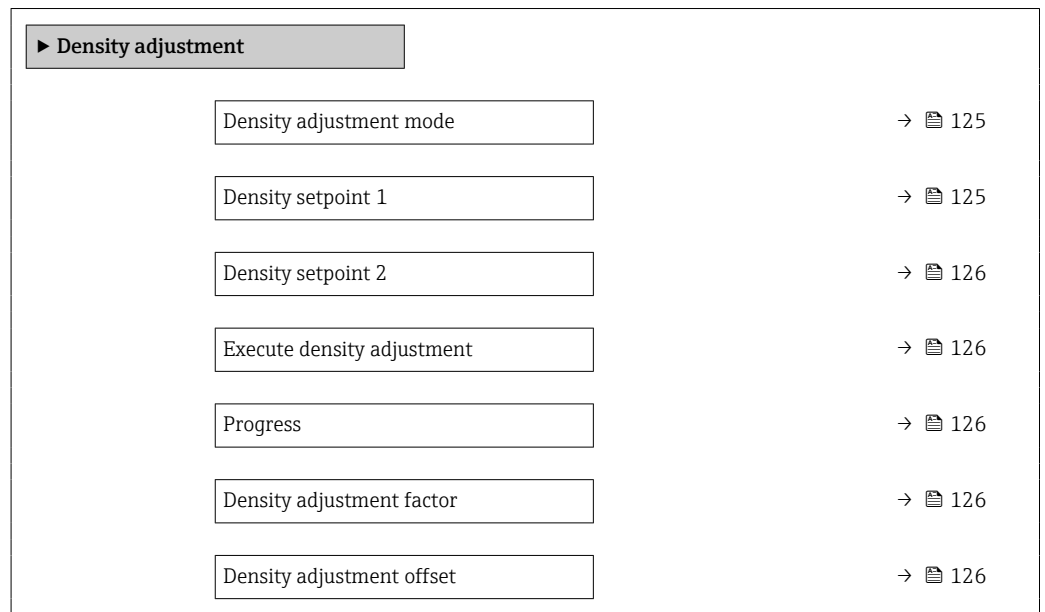 ▶ Density adjustment
Density adjustment mode → 125
Density setpoint 1 → 125
Density setpoint 2 → 126
Execute density adjustment → 126
Progress → 126
Density adjustment factor → 126
Density adjustment offset → 126